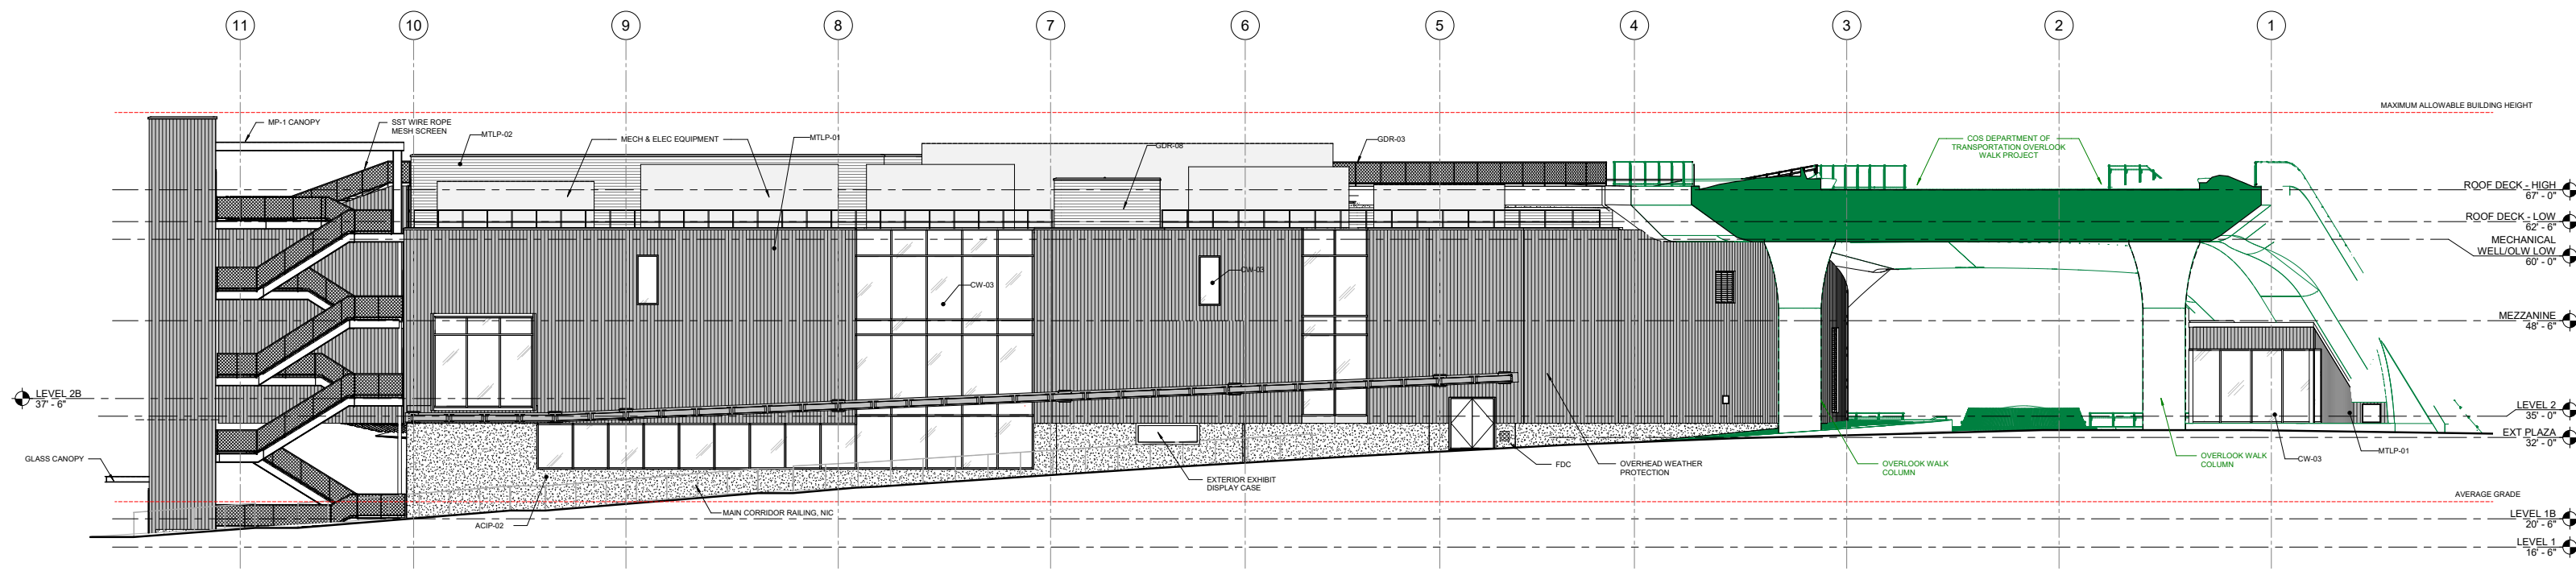 11
10
9
8
7
6
5
4
3
2
1
MAXIMUM ALLOWABLE BUILDING HEIGHT
MP-1 CANOPY
SST WIRE ROPE
MESH SCREEN
MTLP-02
MECH & ELEC EQUIPMENT
MTLP-01
GDR-08
GDR-03
COS DEPARTMENT OF
TRANSPORTATION OVERLOOK
WALK PROJECT
ROOF DECK - HIGH
67' - 0"
ROOF DECK - LOW
62' - 6"
MECHANICAL
WELL/OLW LOW
60' - 0"
CW-03
CW-03
MEZZANINE
48' - 6"
LEVEL 2B
37' - 6"
LEVEL 2
35' - 0"
EXT PLAZA
32' - 0"
GLASS CANOPY
ACIP-02
MAIN CORRIDOR RAILING, NIC
EXTERIOR EXHIBIT
DISPLAY CASE
FDC
OVERHEAD WEATHER
PROTECTION
OVERLOOK WALK
COLUMN
OVERLOOK WALK
COLUMN
CW-03
MTLP-01
AVERAGE GRADE
LEVEL 1B
20' - 6"
LEVEL 1
16' - 6"